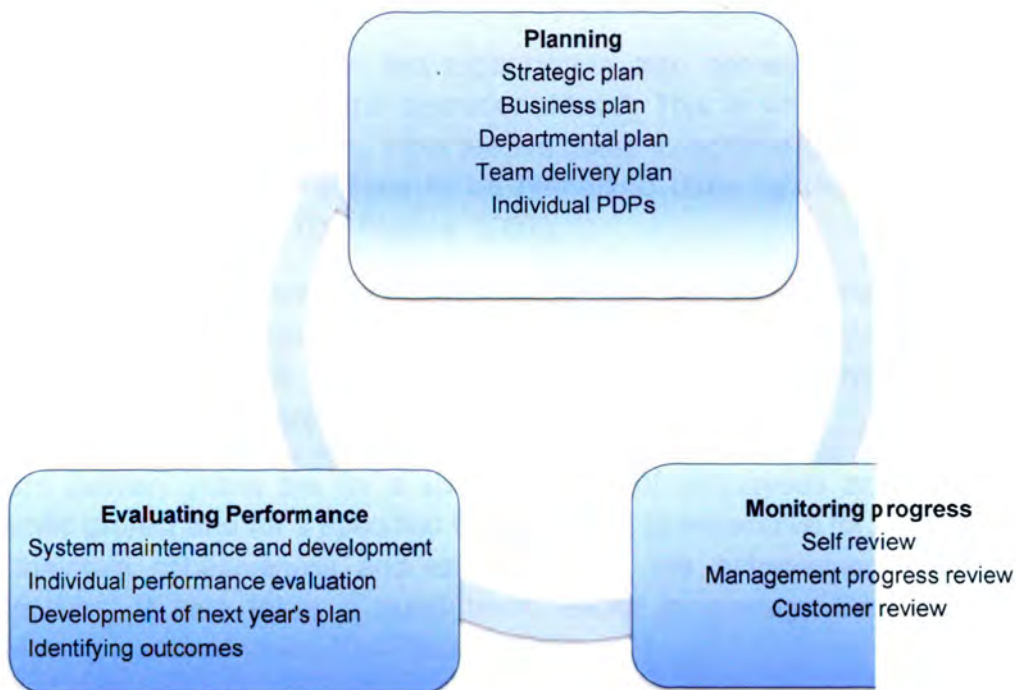 Planning
Strategic plan
Business plan
Departmental plan
Team delivery plan
Individual PDPs
Evaluating Performance
System maintenance and development
Individual performance evaluation
Development of next year's plan
Identifying outcomes
Monitoring progress
Self review
Management progress review
Customer review